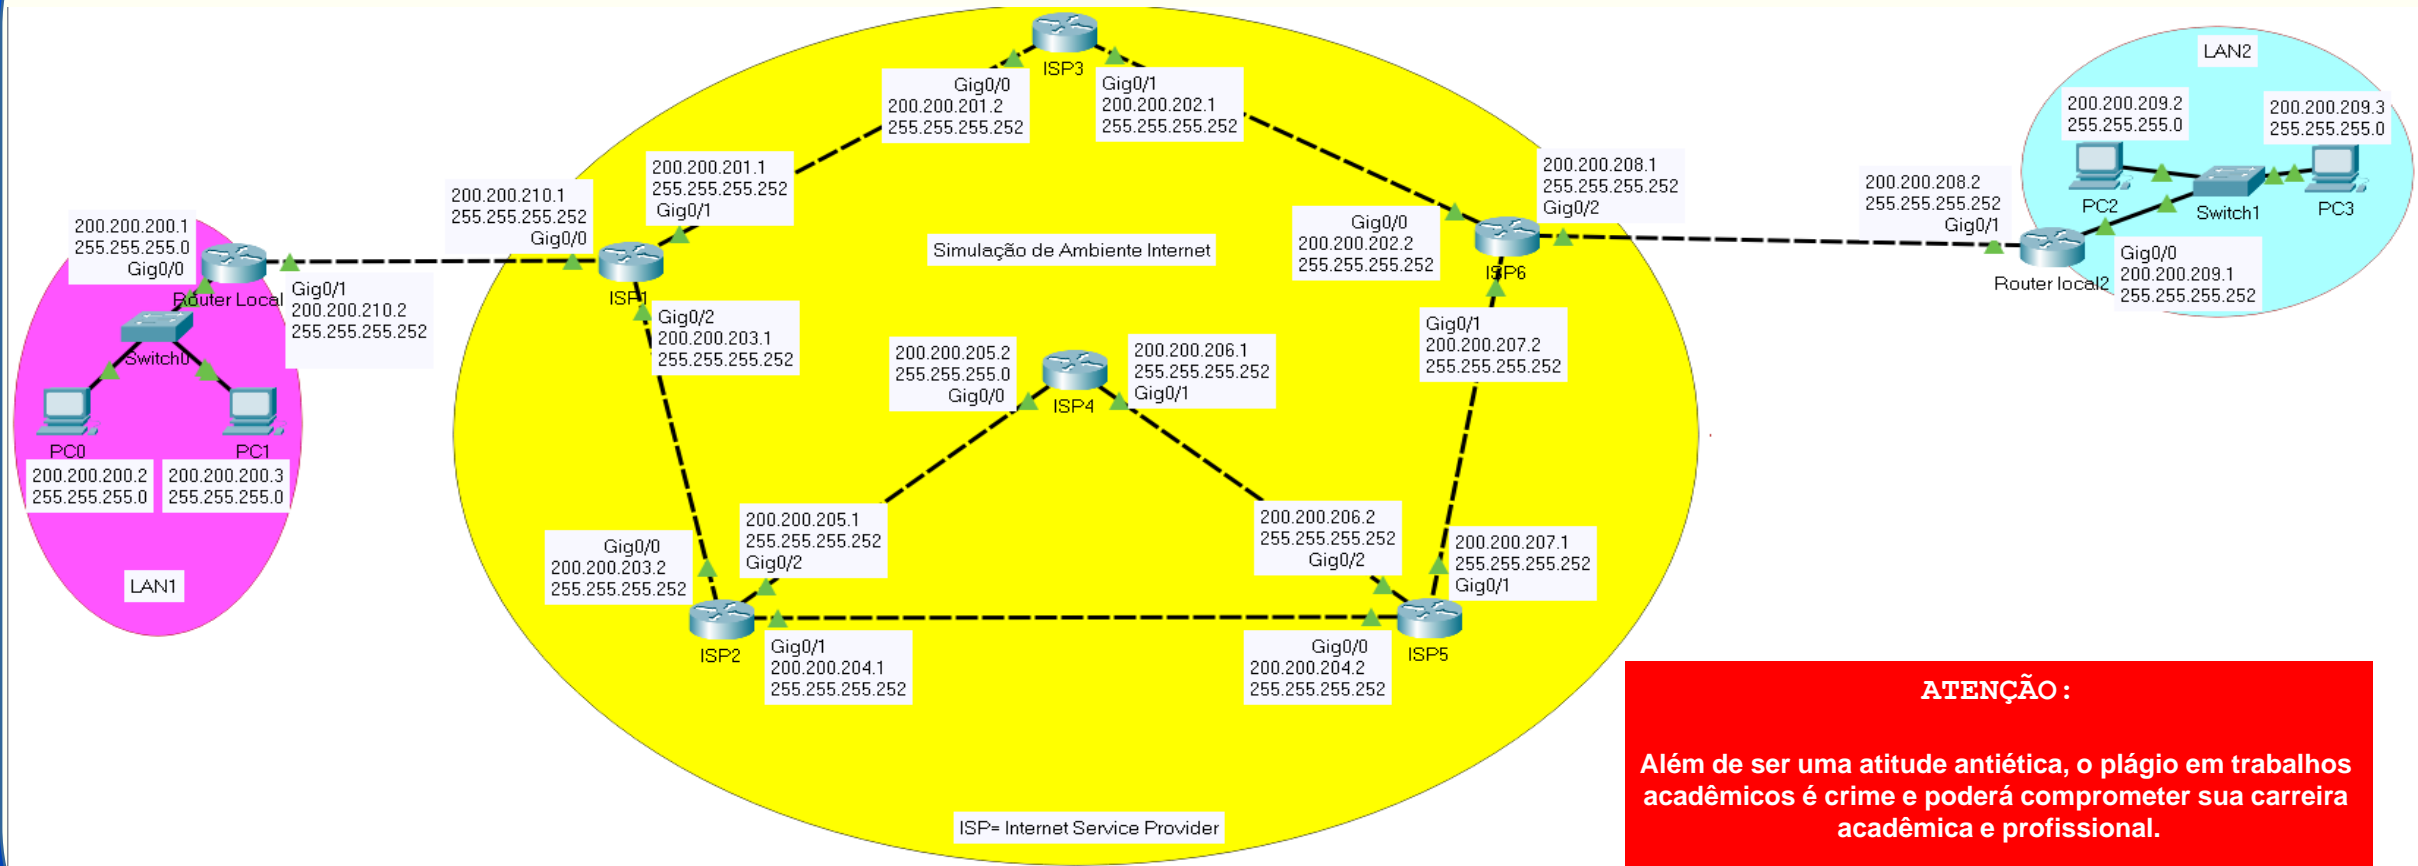 200.200.200.1
255.255.255.0
Gig0/0
Router Local
Gig0/1
200.200.210.2
255.255.255.252
Switch0
PC0
PC1
200.200.200.2
255.255.255.0
200.200.200.3
255.255.255.0
LAN1
200.200.210.1
255.255.255.252
Gig0/0
ISP1
200.200.201.1
255.255.255.252
Gig0/1
Gig0/2
200.200.203.1
255.255.255.252
Gig0/0
200.200.201.2
255.255.255.252
ISP3
Gig0/1
200.200.202.1
255.255.255.252
Simulação de Ambiente Internet
200.200.205.2
255.255.255.0
Gig0/0
ISP4
200.200.206.1
255.255.255.252
Gig0/1
Gig0/0
200.200.203.2
255.255.255.252
200.200.205.1
255.255.255.252
Gig0/2
ISP2
Gig0/1
200.200.204.1
255.255.255.252
200.200.206.2
255.255.255.252
Gig0/2
200.200.207.1
255.255.255.252
Gig0/1
Gig0/0
200.200.204.2
255.255.255.252
ISP5
Gig0/0
200.200.202.2
255.255.255.252
200.200.208.1
255.255.255.252
Gig0/2
ISP6
Gig0/1
200.200.207.2
255.255.255.252
ISP= Internet Service Provider
LAN2
200.200.209.2
255.255.255.0
200.200.209.3
255.255.255.0
PC2
Switch1
PC3
200.200.208.2
255.255.255.252
Gig0/1
Router local2
Gig0/0
200.200.209.1
255.255.255.252
ATENÇÃO:
Além de ser uma atitude antiética, o plágio em trabalhos
acadêmicos é crime e poderá comprometer sua carreira
acadêmica e profissional.